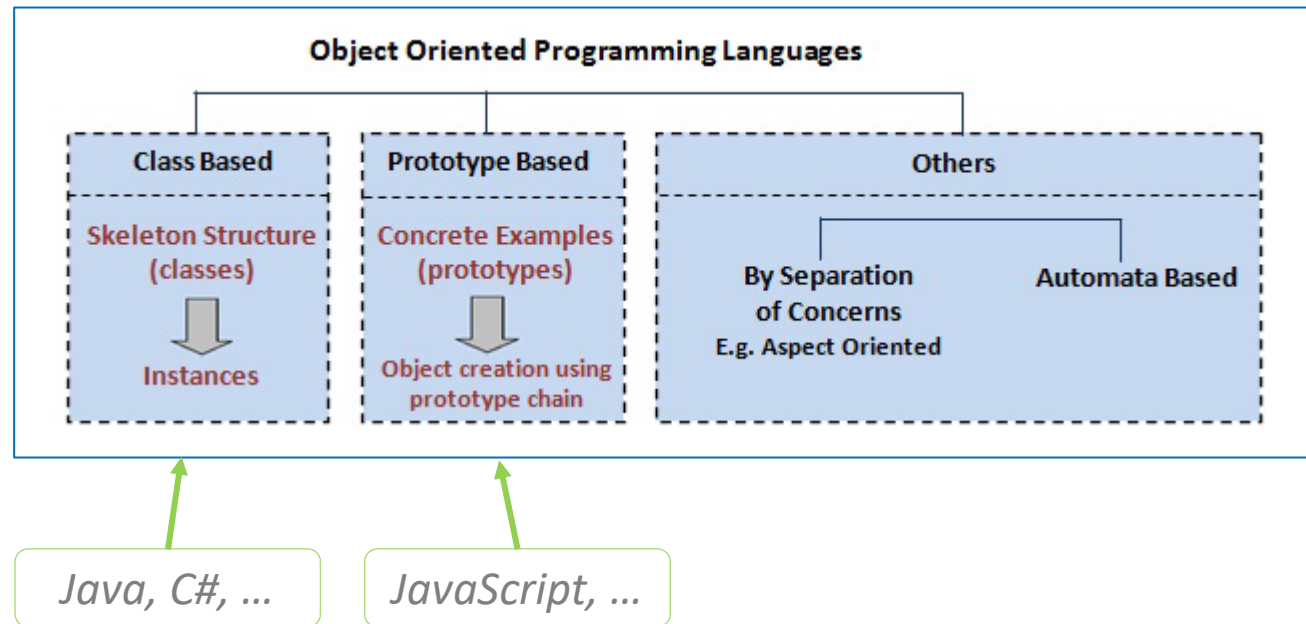 Object Oriented Programming Languages
Class Based
Skeleton Structure
(classes)
Instances
Prototype Based
Concrete Examples
(prototypes)
Object creation using
prototype chain
Others
By Separation
of Concerns
E.g. Aspect Oriented
Automata Based
Java, C#, …
JavaScript, …